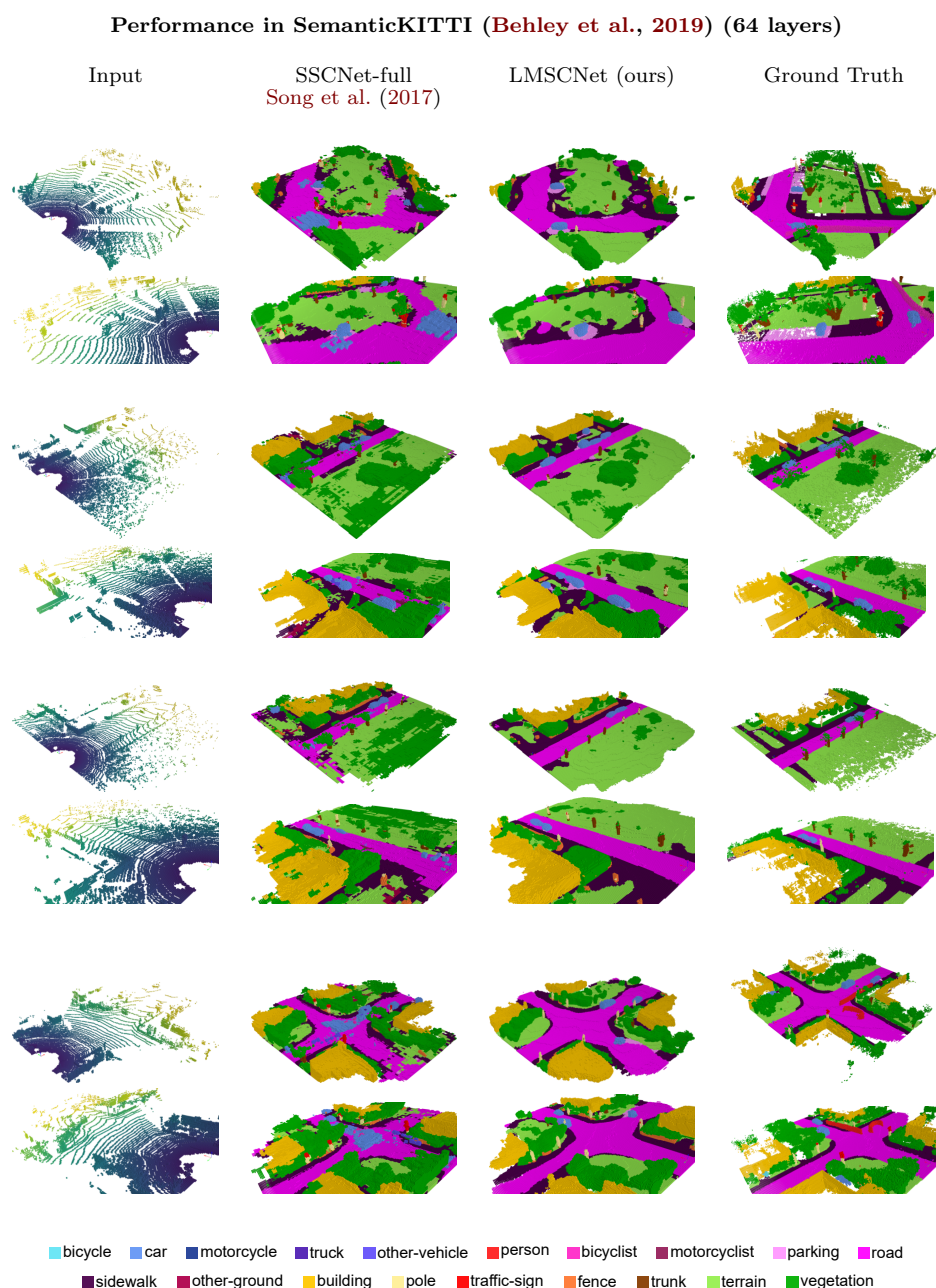 Performance in SemanticKITTI (Behley et al., 2019) (64 layers)
Input SSCNet-full LMSCNet (ours) Ground Truth
Song et al. (2017)
bicycle car motorcycle truck other-vehicle person bicyclist motorcyclist parking road
sidewalk other-ground building pole traffic-sign fence trunk terrain vegetation